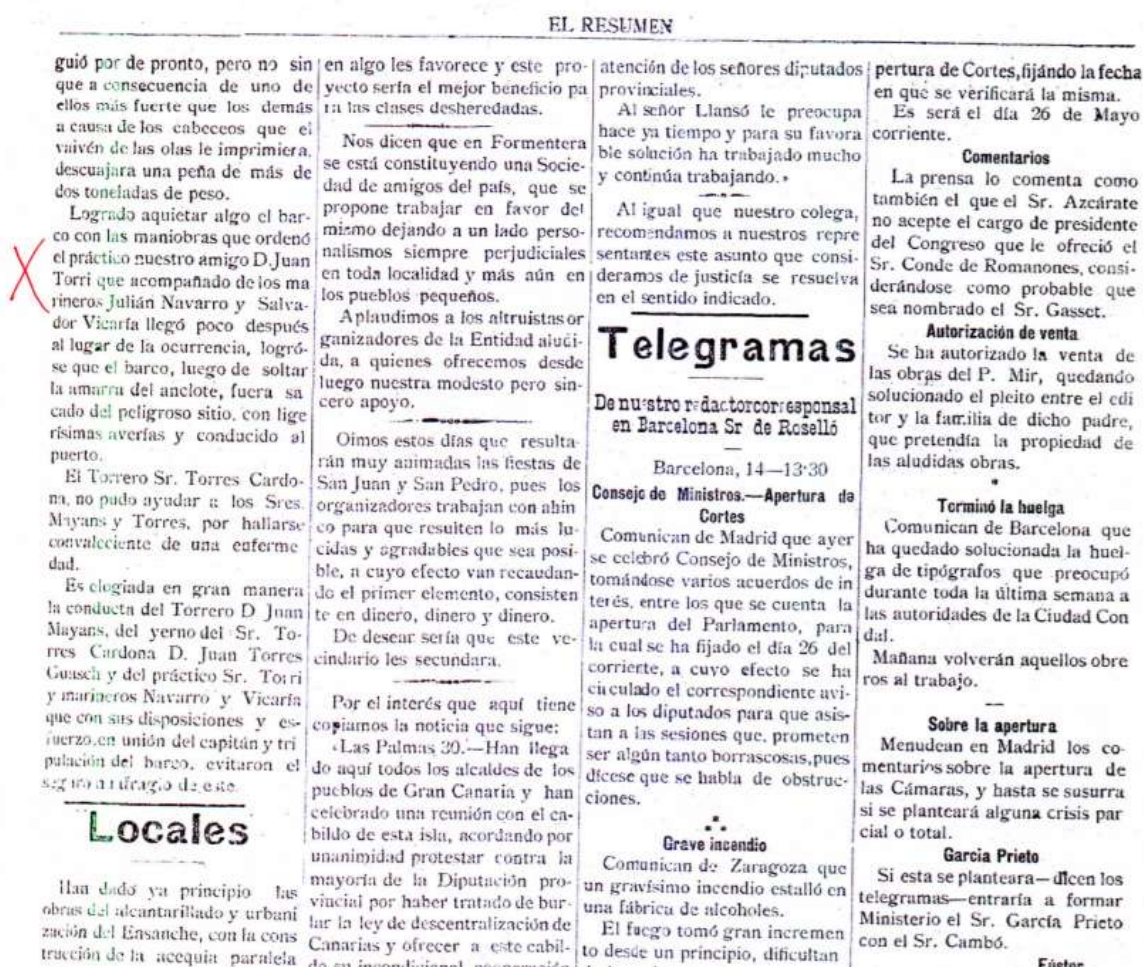 EL RESUMEN
guió por de pronto, pero no sin
que a consecuencia de uno de
ellos más fuerte que los demás
a causa de los cabeceos que el
vaivén de las olas le imprimiera,
descuajara una peña de más de
dos toneladas de peso.
Logrado aquietar algo el bar-
co con las maniobras que ordenó
el práctico nuestro amigo D. Juan
Torri que acompañado de los ma
rineros Julián Navarro y Salva-
dor Vicaría llegó poco después
al lugar de la ocurrencia, logró-
se que el barco, luego de soltar
la amarra del anclote, fuera sa
cado del peligroso sitio, con lige
rísimas averías y conducido al
puerto.
El Torrero Sr. Torres Cardo-
na, no pudo ayudar a los Sres.
Mayans y Torres, por hallarse
convaleciente de una enferme
dad.
Es elogiada en gran manera
la conducta del Torrero D Juan
Mayans, del yerno del Sr. To-
rres Cardona D. Juan Torres
Guasch y del práctico Sr. Torri
y marineros Navarro y Vicaría
que con sus disposiciones y es-
fuerzo, en unión del capitán y tri
pulación del barco, evitaron el
seguro naufragio de este.
Locales
Han dado ya principio las
obras del alcantarillado y urbani
zación del Ensanche, con la cons
trucción de la acequia paralela
en algo les favorece y este pro-
yecto sería el mejor beneficio pa
ra las clases desheredadas.
Nos dicen que en Formentera
se está constituyendo una Socie-
dad de amigos del país, que se
propone trabajar en favor del
mismo dejando a un lado perso-
nalismos siempre perjudiciales
en toda localidad y más aún en
los pueblos pequeños.
Aplaudimos a los altruistas or
ganizadores de la Entidad aludi-
da, a quienes ofrecemos desde
luego nuestra modesto pero sin-
cero apoyo.
Oimos estos días que resulta-
rán muy animadas las fiestas de
San Juan y San Pedro, pues los
organizadores trabajan con ahin
co para que resulten lo más lu-
cidas y agradables que sea posi-
ble, a cuyo efecto van recaudan-
do el primer elemento, consisten
te en dinero, dinero y dinero.
De desear sería que este ve-
cindario les secundara.
Por el interés que aquí tiene
copiamos la noticia que sigue:
«Las Palmas 30.—Han llega
do aquí todos los alcaldes de los
pueblos de Gran Canaria y han
celebrado una reunión con el ca-
bildo de esta isla, acordando por
unanimidad protestar contra la
mayoría de la Diputación pro-
vincial por haber tratado de bur-
lar la ley de descentralización de
Canarias y ofrecer a este cabil-
do su incondicional
atención de los señores diputados
provinciales.
Al señor Llansó le preocupa
hace ya tiempo y para su favora
ble solución ha trabajado mucho
y continúa trabajando.»
Al igual que nuestro colega,
recomendamos a nuestros repre
sentantes este asunto que consi-
deramos de justicia se resuelva
en el sentido indicado.
Telegramas
De nuestro redactor corresponsal
en Barcelona Sr de Roselló
Barcelona, 14—13'30
Consejo de Ministros.—Apertura de
Cortes
Comunican de Madrid que ayer
se celebró Consejo de Ministros,
tomándose varios acuerdos de in
terés, entre los que se cuenta la
apertura del Parlamento, para
la cual se ha fijado el día 26 del
corriente, a cuyo efecto se ha
circulado el correspondiente avi-
so a los diputados para que asis-
tan a las sesiones que, prometen
ser algún tanto borrascosas, pues
dícese que se habla de obstruc-
ciones.
Grave incendio
Comunican de Zaragoza que
un gravísimo incendio estalló en
una fábrica de alcoholes.
El fuego tomó gran incremen
to desde un principio, dificultan
pertura de Cortes, fijándo la fecha
en que se verificará la misma.
Es será el día 26 de Mayo
corriente.
Comentarios
La prensa lo comenta como
también el que el Sr. Azcárate
no acepte el cargo de presidente
del Congreso que le ofreció el
Sr. Conde de Romanones, consi-
derándose como probable que
sea nombrado el Sr. Gasset.
Autorización de venta
Se ha autorizado la venta de
las obras del P. Mir, quedando
solucionado el pleito entre el edi
tor y la familia de dicho padre,
que pretendía la propiedad de
las aludidas obras.
Terminó la huelga
Comunican de Barcelona que
ha quedado solucionada la huel-
ga de tipógrafos que preocupó
durante toda la última semana a
las autoridades de la Ciudad Con
dal.
Mañana volverán aquellos obre
ros al trabajo.
Sobre la apertura
Menudean en Madrid los co-
mentarios sobre la apertura de
las Cámaras, y hasta se susurra
si se planteará alguna crisis par
cial o total.
Garcia Prieto
Si esta se planteara—dicen los
telegramas—entraría a formar
Ministerio el Sr. García Prieto
con el Sr. Cambó.